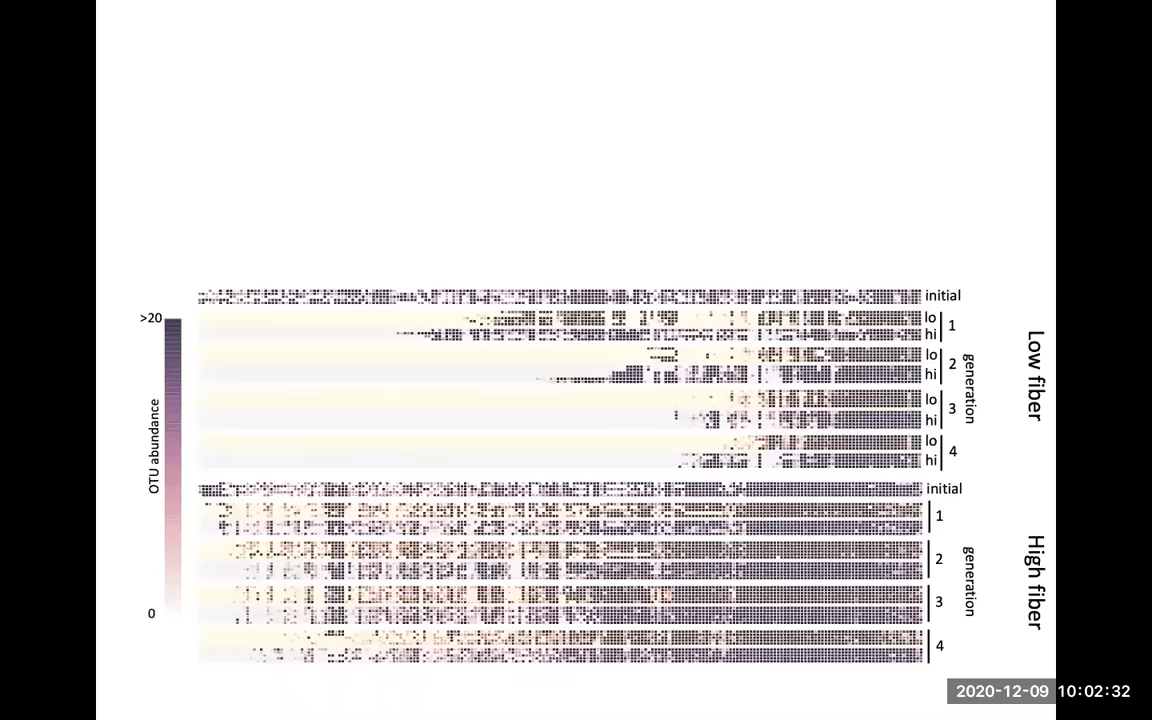 initial
>20
lo
hi
1
lo
hi
2
lo
hi
3
lo
hi
4
generation
Low fiber
OTU abundance
0
initial
1
2
3
4
generation
High fiber
2020-12-09 10:02:32